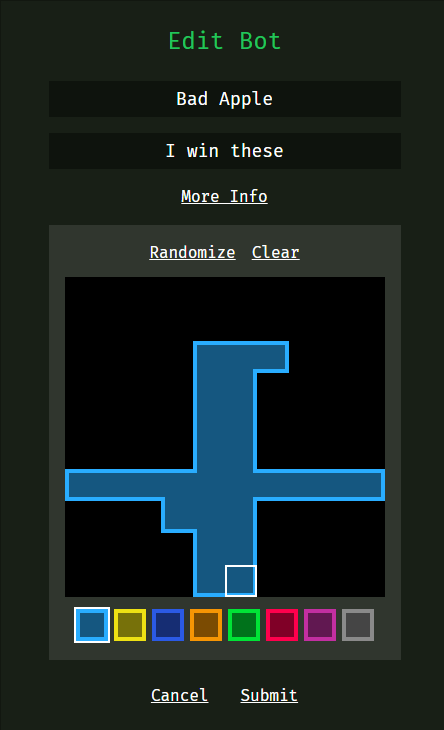 Edit Bot
Bad Apple
I win these
More Info
Randomize Clear
Cancel Submit